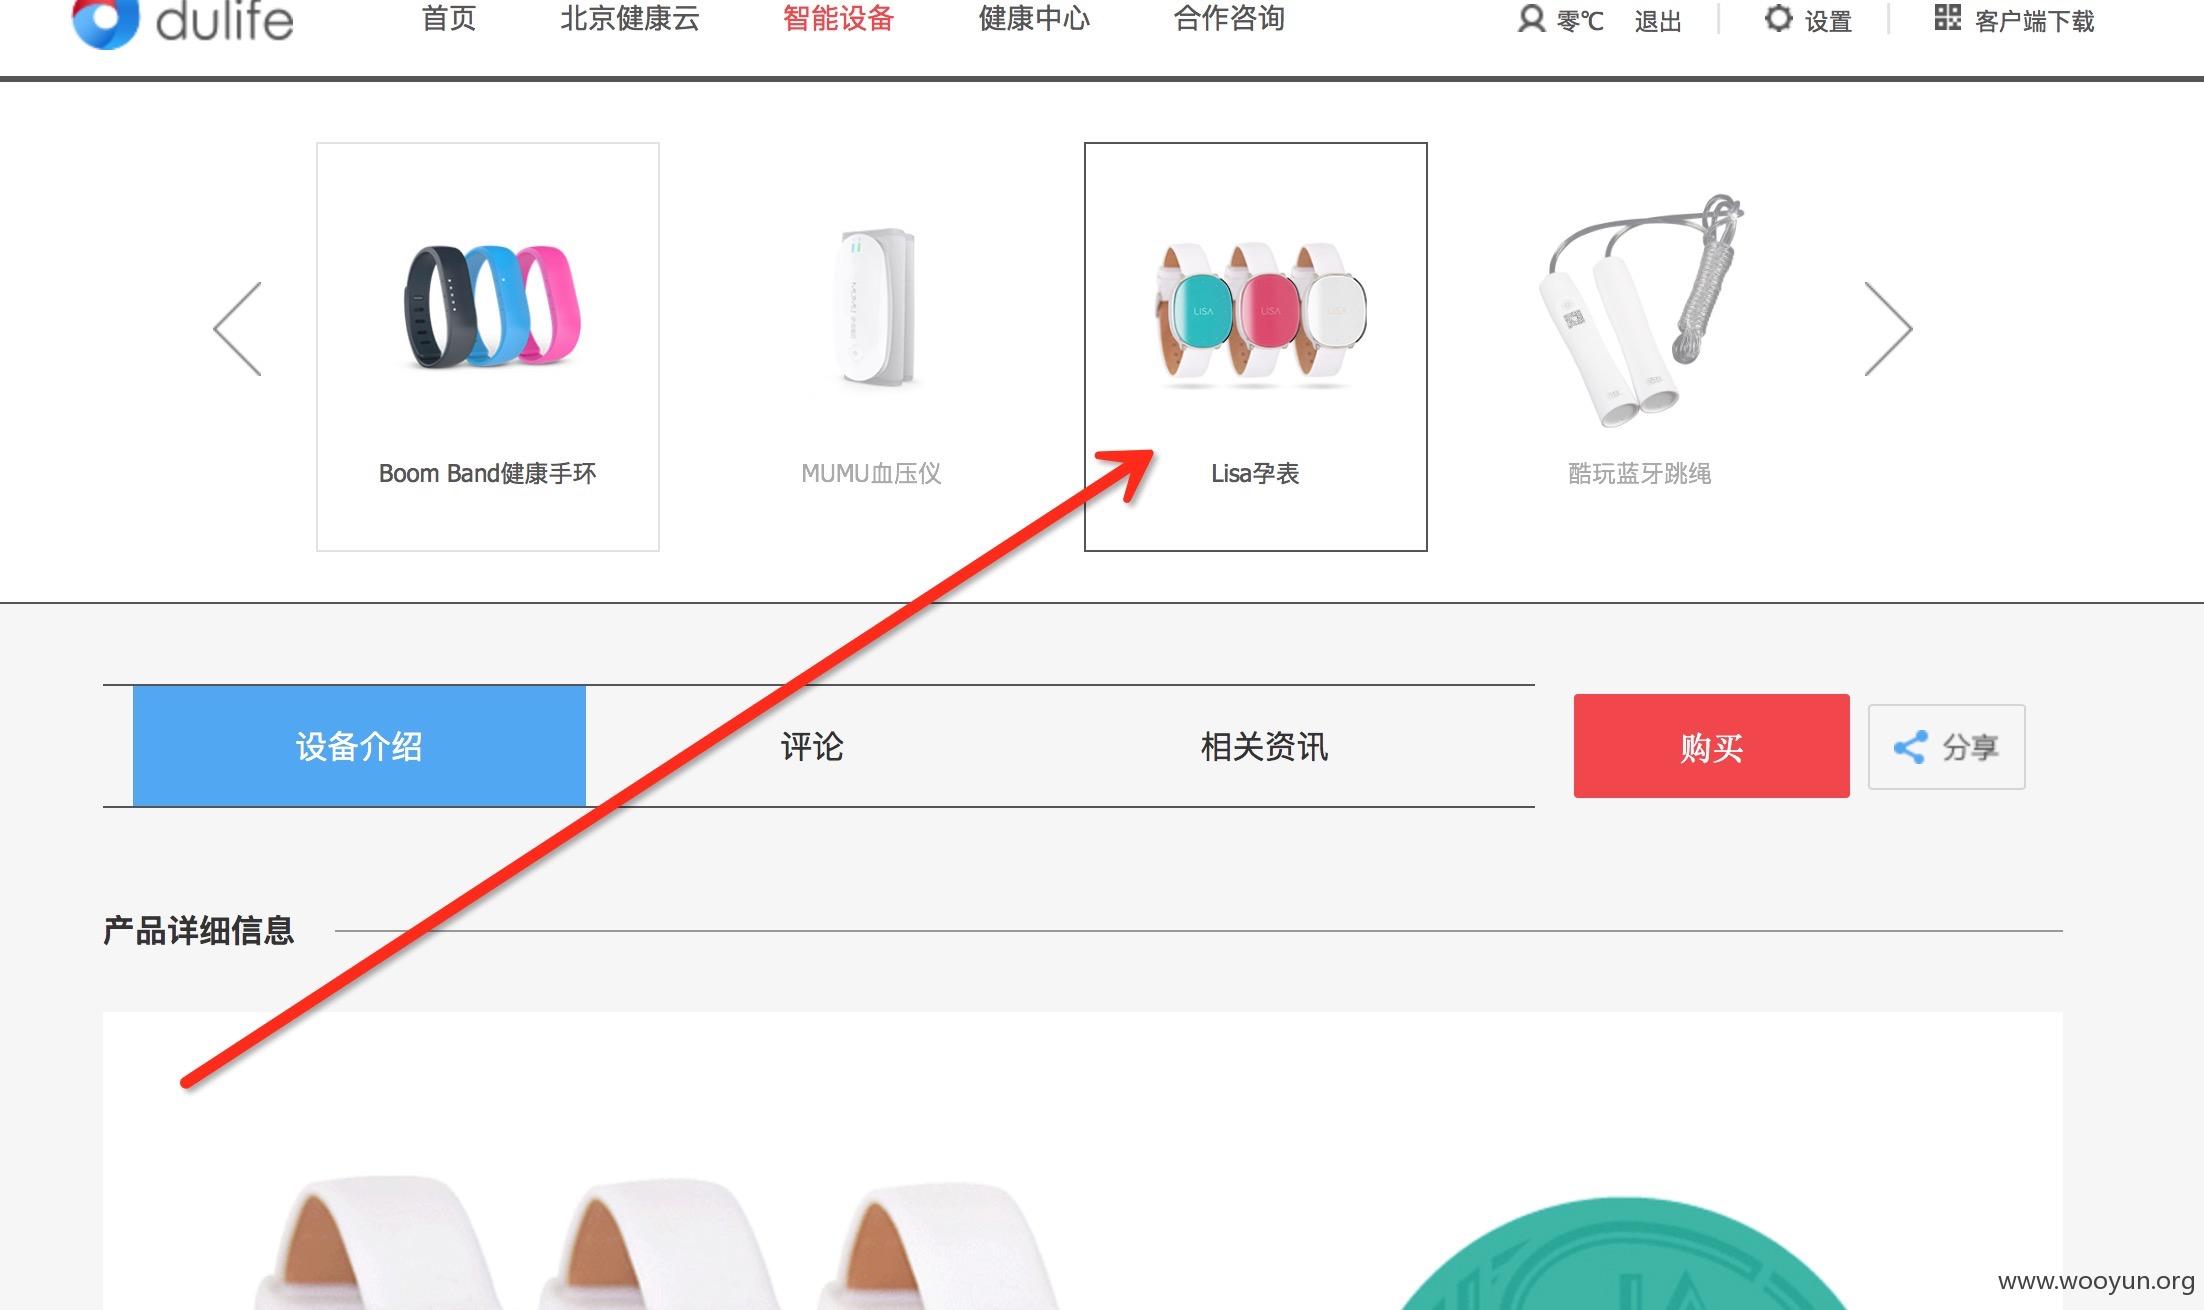 dulife
首页
北京健康云
智能设备
健康中心
合作咨询
零℃
退出
设置
客户端下载
LISA
LISA
LISA
Boom Band健康手环
MUMU血压仪
Lisa孕表
酷玩蓝牙跳绳
设备介绍
评论
相关资讯
购买
分享
产品详细信息
www.wooyun.org